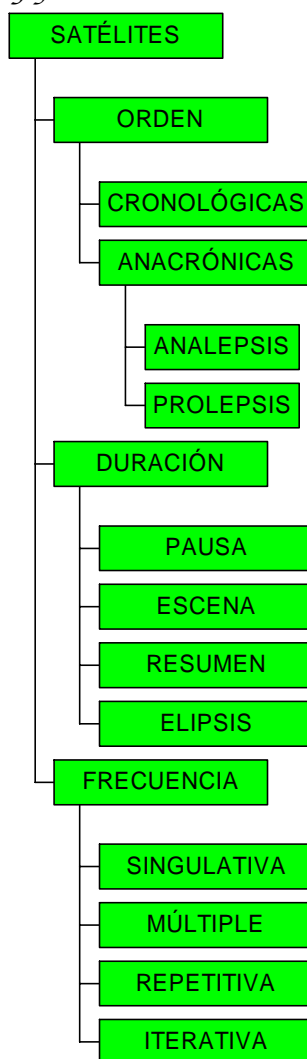 SATÉLITES
ORDEN
CRONOLÓGICAS
ANACRÓNICAS
ANALEPSIS
PROLEPSIS
DURACIÓN
PAUSA
ESCENA
RESUMEN
ELIPSIS
FRECUENCIA
SINGULATIVA
MÚLTIPLE
REPETITIVA
ITERATIVA